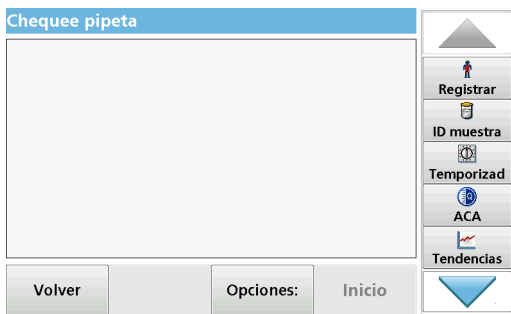 Chequee pipeta
Registrar
ID muestra
Temporizad
ACA
Tendencias
Volver
Opciones:
Inicio